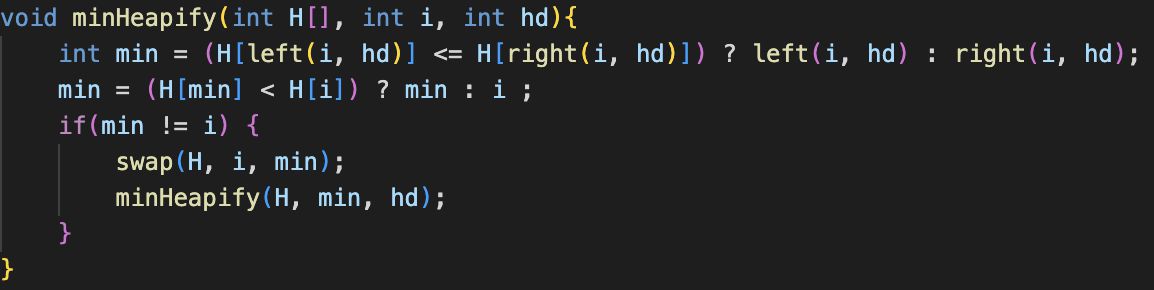 void minHeapify(int H[], int i, int hd){
    int min = (H[left(i, hd)] <= H[right(i, hd)]) ? left(i, hd) : right(i, hd);
    min = (H[min] < H[i]) ? min : i ;
    if(min != i) {
        swap(H, i, min);
        minHeapify(H, min, hd);
    }
}